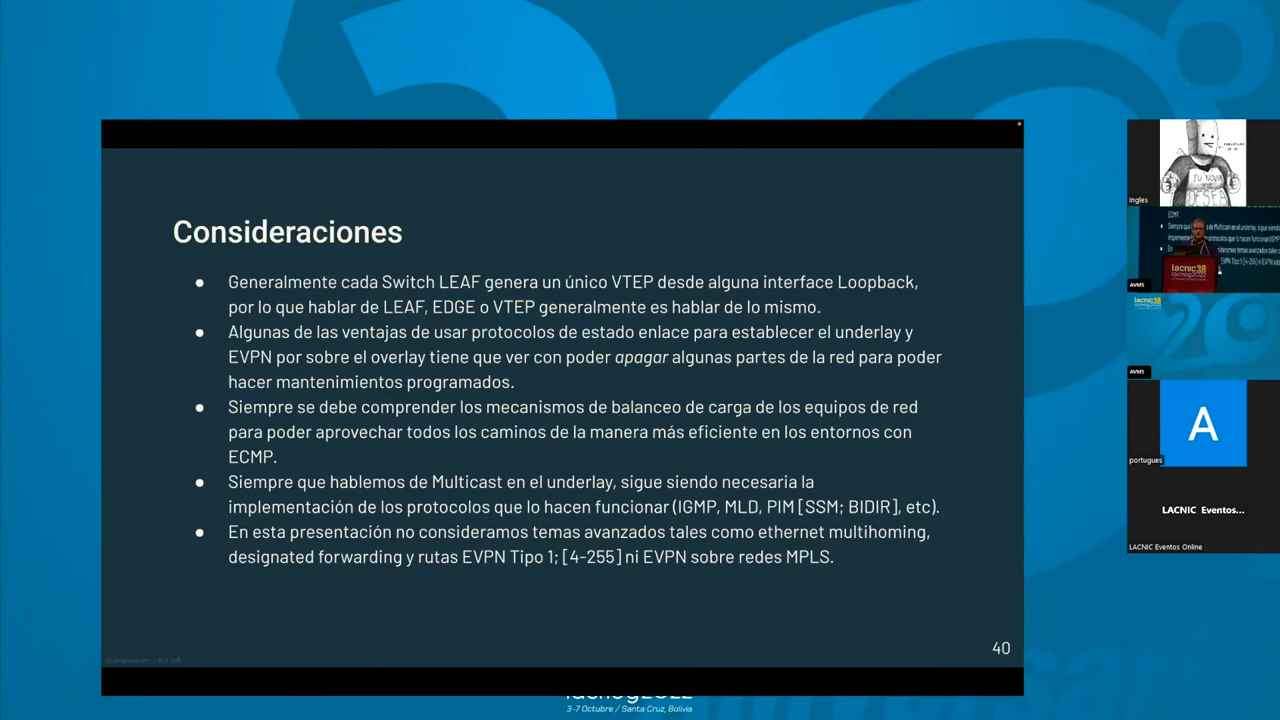 Consideraciones
● Generalmente cada Switch LEAF genera un único VTEP desde alguna interface Loopback,
por lo que hablar de LEAF, EDGE o VTEP generalmente es hablar de lo mismo.
● Algunas de las ventajas de usar protocolos de estado enlace para establecer el underlay y
EVPN por sobre el overlay tiene que ver con poder apagar algunas partes de la red para poder
hacer mantenimientos programados.
● Siempre se debe comprender los mecanismos de balanceo de carga de los equipos de red
para poder aprovechar todos los caminos de la manera más eficiente en los entornos con
ECMP.
● Siempre que hablemos de Multicast en el underlay, sigue siendo necesaria la
implementación de los protocolos que lo hacen funcionar (IGMP, MLD, PIM [SSM; BIDIR], etc).
● En esta presentación no consideramos temas avanzados tales como ethernet multihoming,
designated forwarding y rutas EVPN Tipo 1; [4-255] ni EVPN sobre redes MPLS.
40
lacnog2022
3-7 Octubre / Santa Cruz, Bolivia
TU NOVIA
DESEA
Ingles
ECMP.
lacnic38
lacnog2022
AVMS
lacnic38
AVMS
A
portugues
LACNIC Eventos...
LACNIC Eventos Online